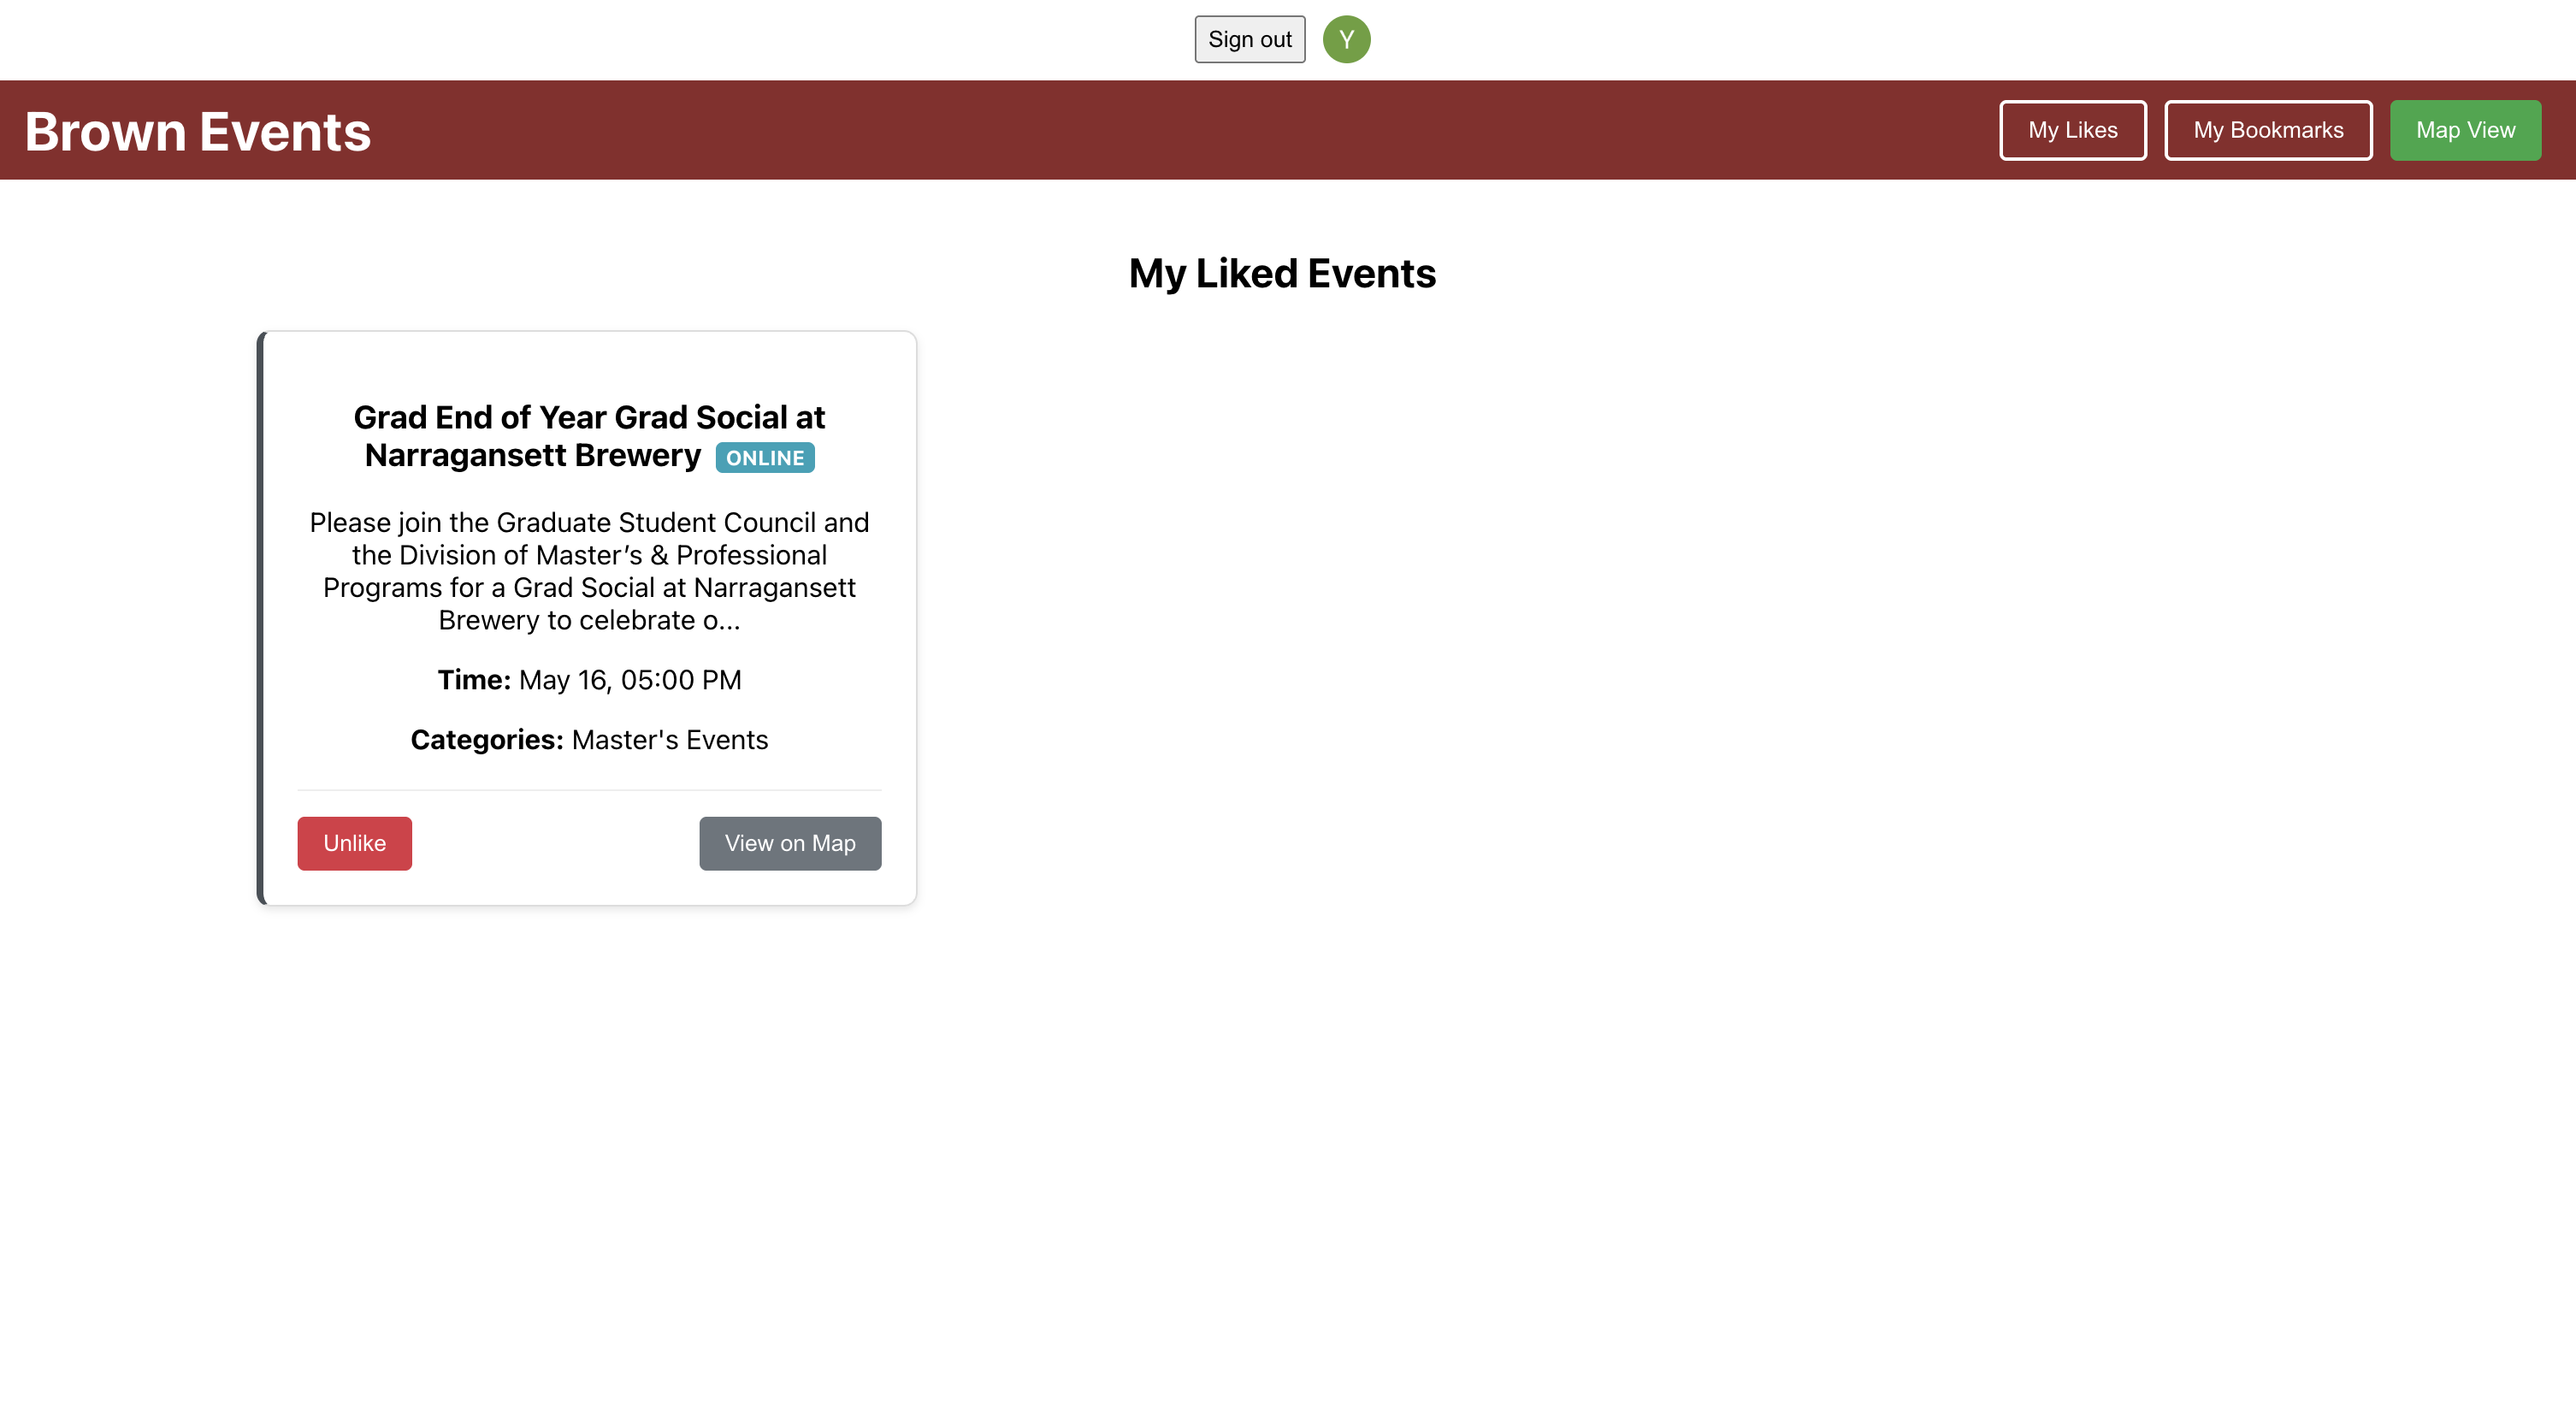 Sign out Y
Brown Events My Likes My Bookmarks Map View
My Liked Events
Grad End of Year Grad Social at
Narragansett Brewery ONLINE
Please join the Graduate Student Council and
the Division of Master’s & Professional
Programs for a Grad Social at Narragansett
Brewery to celebrate o...
Time: May 16, 05:00 PM
Categories: Master's Events
Unlike View on Map